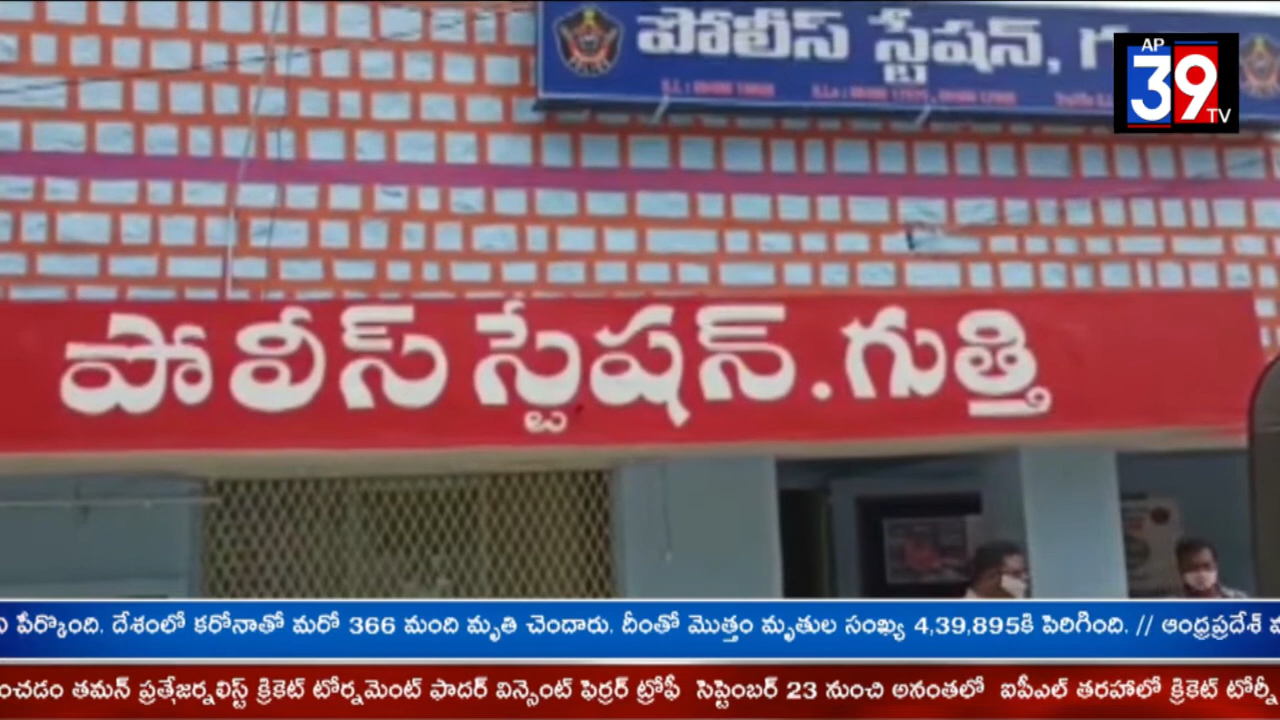 పోలీస్ స్టేషన్,
AP
39
TV
పోలీస్ స్టేషన్. గుత్తి
పేర్కొంది. దేశంలో కరోనాతో మరో 366 మంది మృతి చెందారు. దీంతో మొత్తం మృతుల సంఖ్య 4,39,895కి పెరిగింది. // ఆంధ్రప్రదేశ్
తమన్ ప్రత్యేజర్నలిస్ట్ క్రికెట్ టోర్నమెంట్ ఫాదర్ విన్సెంట్ ఫెర్రర్ ట్రోఫీ సెప్టెంబర్ 23 నుంచి అనంతలో ఐపీఎల్ తరహాలో క్రికెట్ టోర్నీ